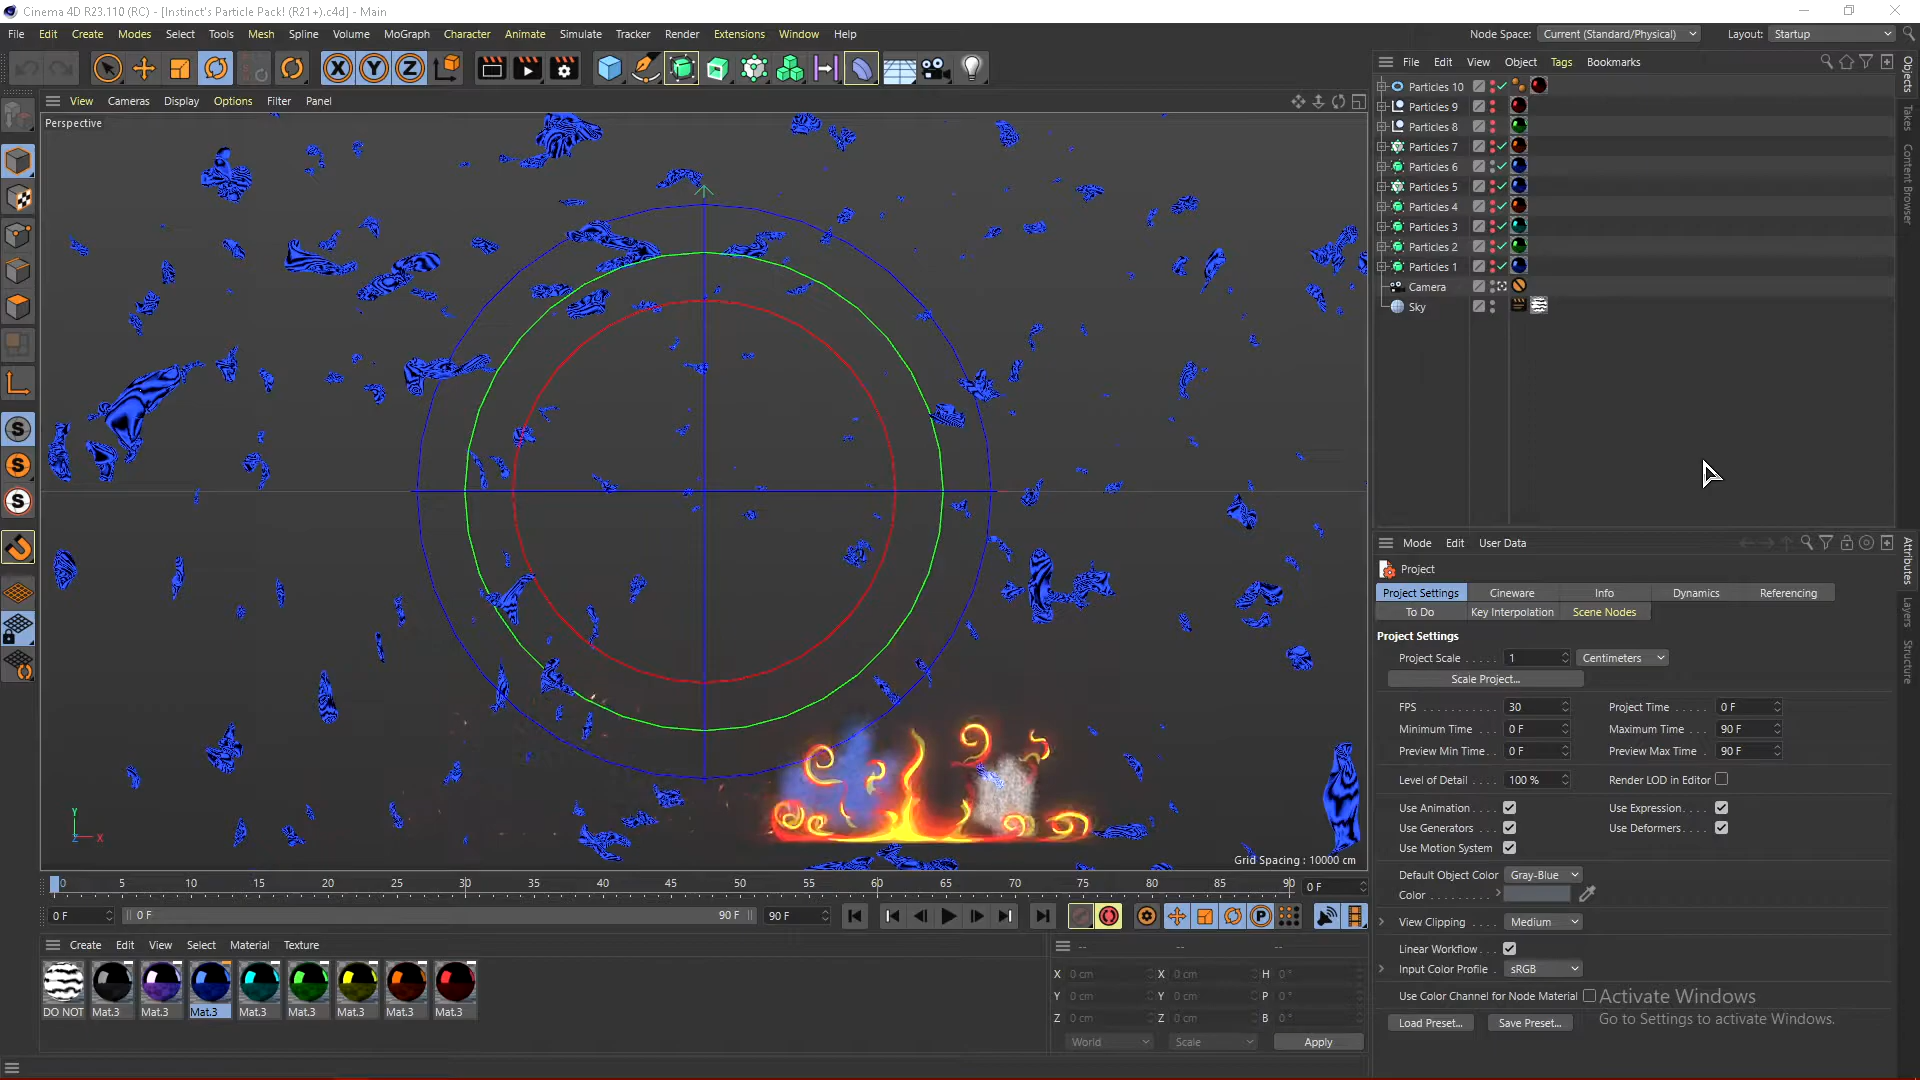 Cinema 4D R23.110 (RC) - [Instinct's Particle Pack! (R21+).c4d] - Main
File Edit Create Modes Select Tools Mesh Spline Volume MoGraph Character Animate Simulate Tracker Render Extensions Window Help
Node Space: Current (Standard/Physical) Layout: Startup
File Edit View Object Tags Bookmarks
View Cameras Display Options Filter Panel
Perspective
Particles 10
Particles 9
Particles 8
Particles 7
Particles 6
Particles 5
Particles 4
Particles 3
Particles 2
Particles 1
Camera
Sky
Objects
Takes
Content Browser
Attributes
Layers
Structure
X Y Z
S
S
S
Y
X
Z
Grid Spacing : 10000 cm
Mode Edit User Data
Project
Project Settings Cineware Info Dynamics Referencing
To Do Key Interpolation Scene Nodes
Project Settings
Project Scale . . . . . 1 Centimeters
Scale Project...
FPS . . . . . . . . . . . 30 Project Time . . . . . 0 F
Minimum Time . . . 0 F Maximum Time . . 90 F
Preview Min Time . . 0 F Preview Max Time . 90 F
Level of Detail . . . . 100 % Render LOD in Editor
Use Animation . . . . Use Expression . . . .
Use Generators . . . Use Deformers . . . .
Use Motion System
Default Object Color Gray-Blue
Color . . . . . . . . .
View Clipping . . . . Medium
Linear Workflow . . .
Input Color Profile . sRGB
Use Color Channel for Node Material
Load Preset... Save Preset...
Activate Windows
Go to Settings to activate Windows.
0 5 10 15 20 25 30 35 40 45 50 55 60 65 70 75 80 85 90 0 F
0 F 0 F 90 F 90 F
P
Create Edit View Select Material Texture
DO NOT Mat.3 Mat.3 Mat.3 Mat.3 Mat.3 Mat.3 Mat.3 Mat.3
-- -- --
X 0 cm X 0 cm H 0 °
Y 0 cm Y 0 cm P 0 °
Z 0 cm Z 0 cm B 0 °
World Scale Apply